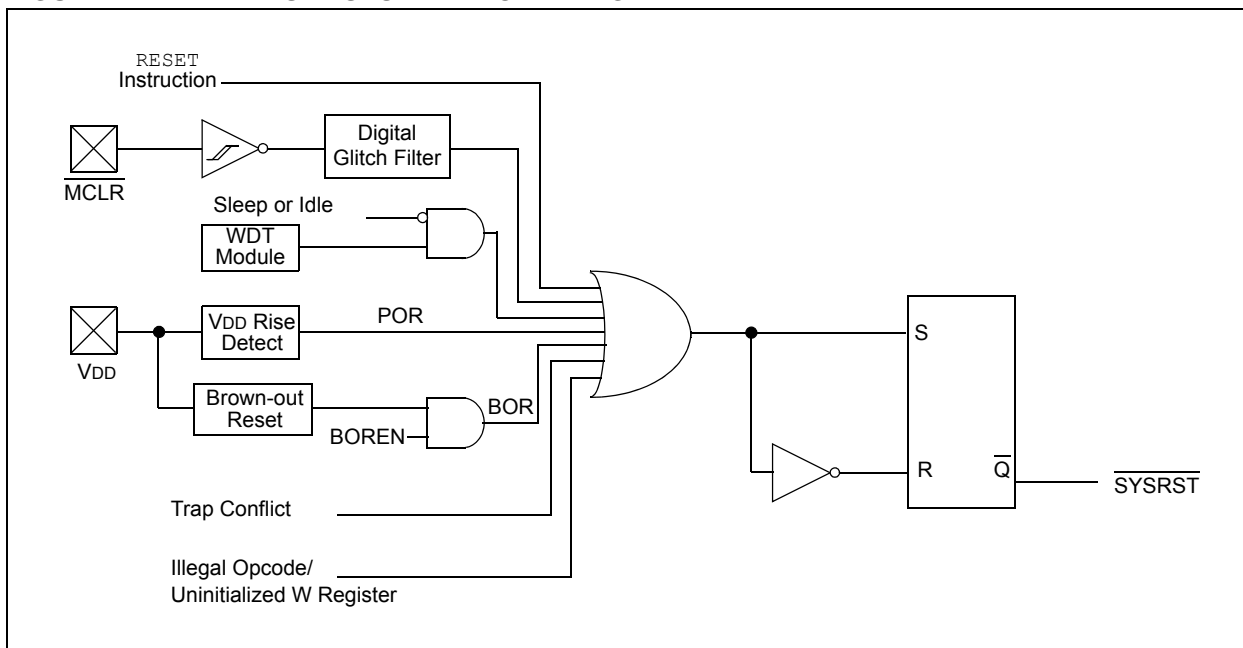 RESET
Instruction
Digital
Glitch Filter
MCLR
Sleep or Idle
WDT
Module
VDD Rise
Detect
POR
VDD
Brown-out
Reset
BOR
BOREN
S
R
Q
SYSRST
Trap Conflict
Illegal Opcode/
Uninitialized W Register